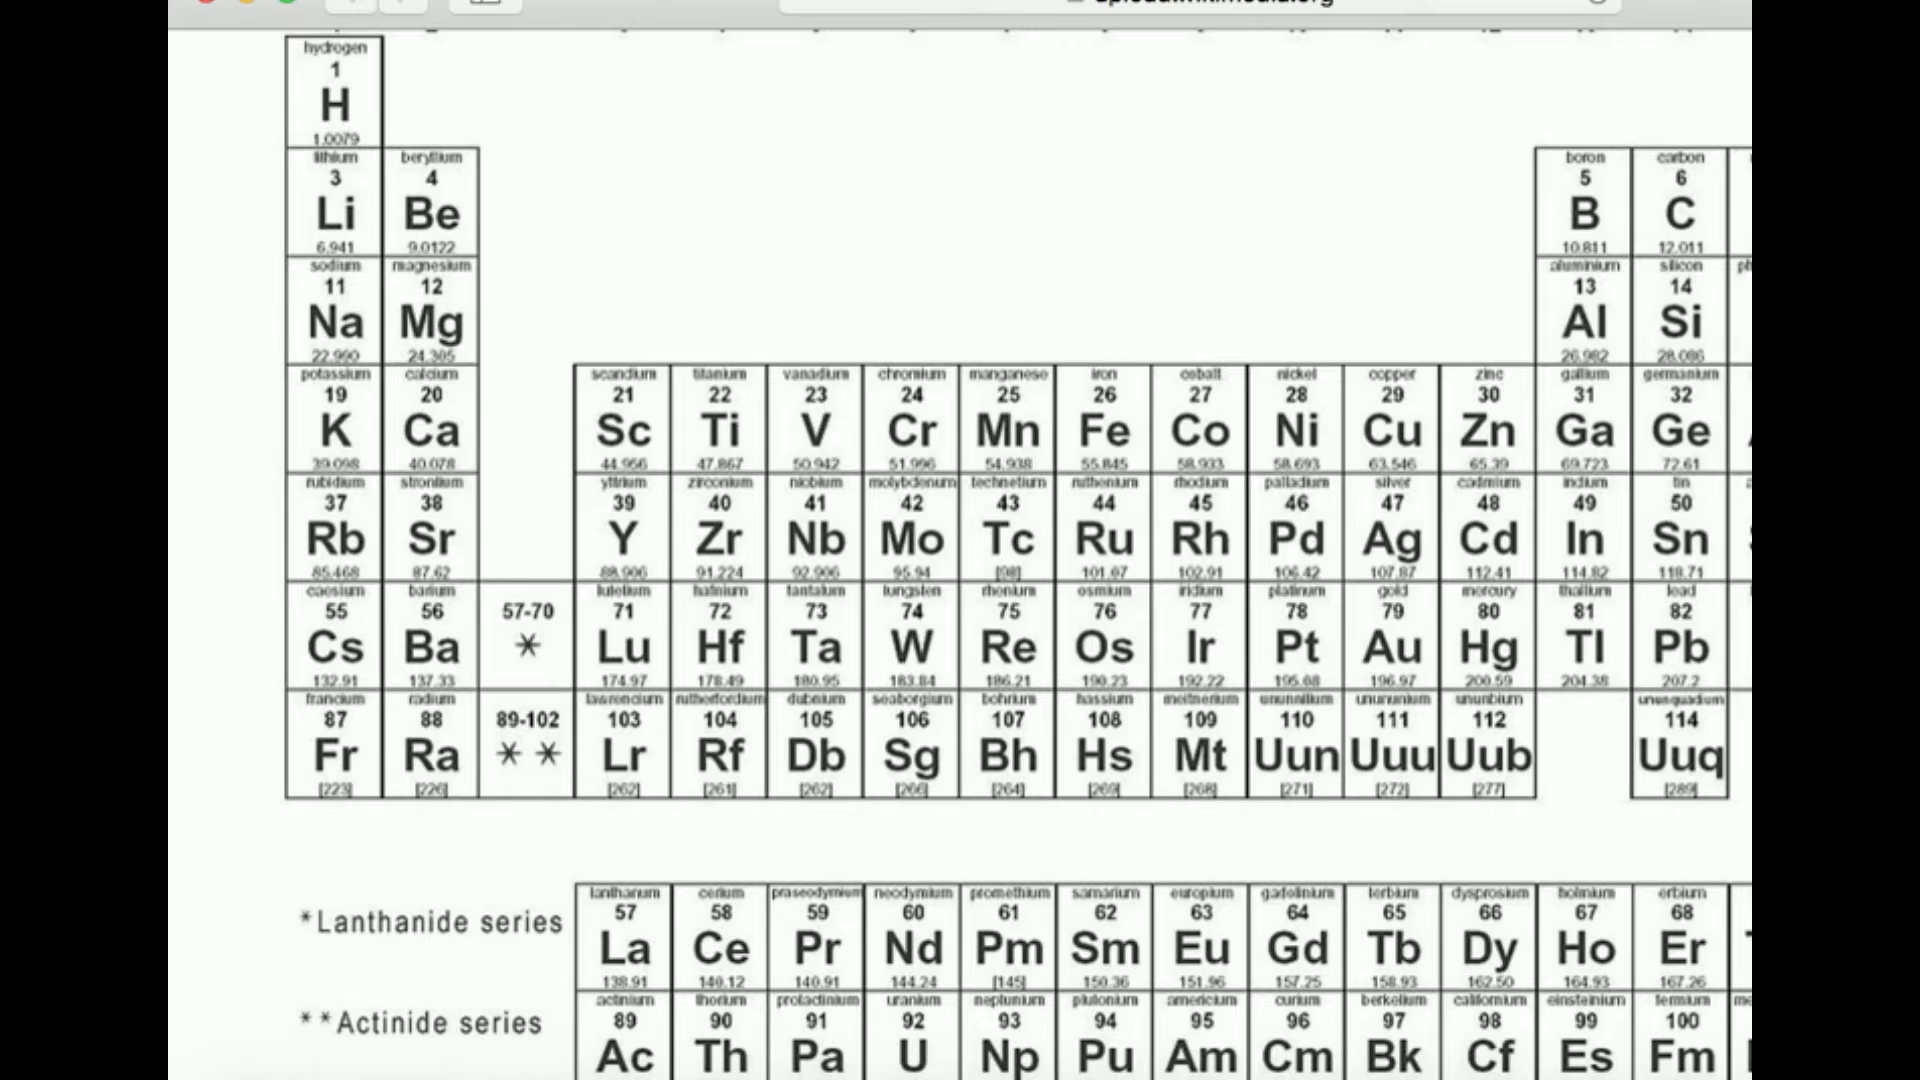 hydrogen
1
H
1.0079
lithium beryllium boron carbon
3 4 5 6
Li Be B C
6.941 9.0122 10.811 12.011
sodium magnesium aluminium silicon
11 12 13 14
Na Mg Al Si
22.990 24.305 26.982 28.086
potassium calcium scandium titanium vanadium chromium manganese iron cobalt nickel copper zinc gallium germanium
19 20 21 22 23 24 25 26 27 28 29 30 31 32
K Ca Sc Ti V Cr Mn Fe Co Ni Cu Zn Ga Ge
39.098 40.078 44.956 47.867 50.942 51.996 54.938 55.845 58.933 58.693 63.546 65.39 69.723 72.61
rubidium strontium yttrium zirconium niobium molybdenum technetium ruthenium rhodium palladium silver cadmium indium tin
37 38 39 40 41 42 43 44 45 46 47 48 49 50
Rb Sr Y Zr Nb Mo Tc Ru Rh Pd Ag Cd In Sn
85.468 87.62 88.906 91.224 92.906 95.94 [98] 101.07 102.91 106.42 107.87 112.41 114.82 118.71
caesium barium lutetium hafnium tantalum tungsten rhenium osmium iridium platinum gold mercury thallium lead
55 56 57-70 71 72 73 74 75 76 77 78 79 80 81 82
Cs Ba * Lu Hf Ta W Re Os Ir Pt Au Hg Tl Pb
132.91 137.33 174.97 178.49 180.95 183.84 186.21 190.23 192.22 195.08 196.97 200.59 204.38 207.2
francium radium lawrencium rutherfordium dubnium seaborgium bohrium hassium meitnerium ununnilium unununium ununbium ununquadium
87 88 89-102 103 104 105 106 107 108 109 110 111 112 114
Fr Ra * * Lr Rf Db Sg Bh Hs Mt Uun Uuu Uub Uuq
[223] [226] [262] [261] [262] [266] [264] [269] [268] [271] [272] [277] [289]
lanthanum cerium praseodymium neodymium promethium samarium europium gadolinium terbium dysprosium holmium erbium
57 58 59 60 61 62 63 64 65 66 67 68
*Lanthanide series La Ce Pr Nd Pm Sm Eu Gd Tb Dy Ho Er
138.91 140.12 140.91 144.24 [145] 150.36 151.96 157.25 158.93 162.50 164.93 167.26
actinium thorium protactinium uranium neptunium plutonium americium curium berkelium californium einsteinium fermium
89 90 91 92 93 94 95 96 97 98 99 100
**Actinide series Ac Th Pa U Np Pu Am Cm Bk Cf Es Fm